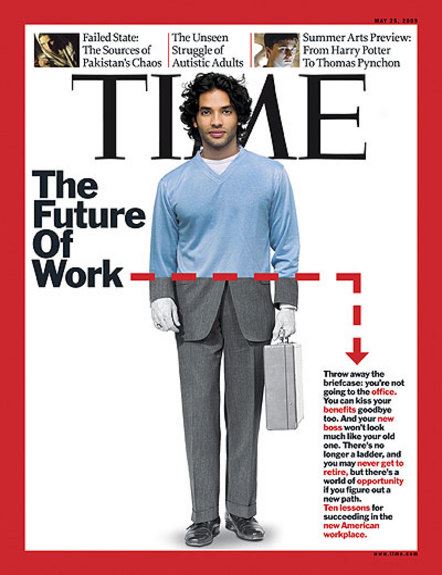 MAY 25, 2009
Failed State:
The Sources of
Pakistan's Chaos
The Unseen
Struggle of
Autistic Adults
Summer Arts Preview:
From Harry Potter
To Thomas Pynchon
TIME
The
Future
Of
Work
Throw away the
briefcase: you're not
going to the office.
You can kiss your
benefits goodbye
too. And your new
boss won't look
much like your old
one. There's no
longer a ladder, and
you may never get to
retire, but there's a
world of opportunity
if you figure out a
new path.
Ten lessons for
succeeding in the
new American
workplace.
www.time.com